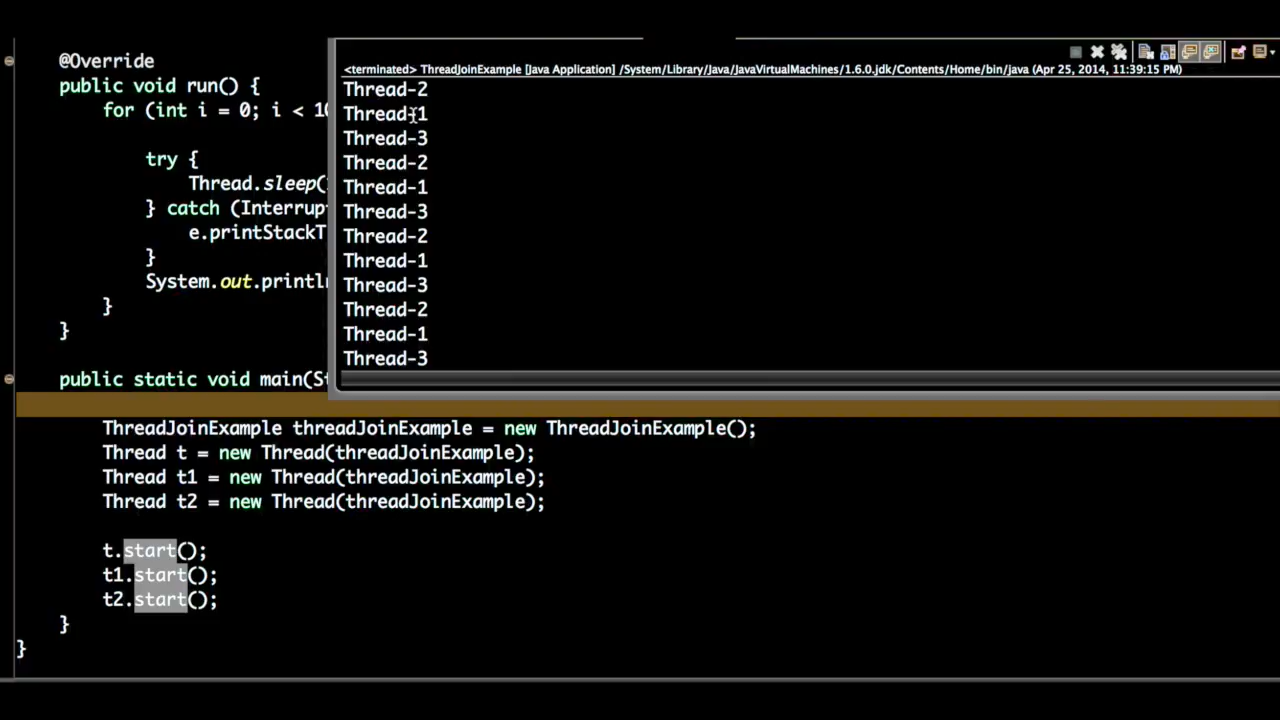 @Override
public void run() {
for (int i = 0; i < 10
try {
Thread.sleep(
} catch (Interrup
e.printStackT
}
System.out.println
}
}
public static void main(St
ThreadJoinExample threadJoinExample = new ThreadJoinExample();
Thread t = new Thread(threadJoinExample);
Thread t1 = new Thread(threadJoinExample);
Thread t2 = new Thread(threadJoinExample);
t.start();
t1.start();
t2.start();
}
}
<terminated> ThreadJoinExample [Java Application] /System/Library/Java/JavaVirtualMachines/1.6.0.jdk/Contents/Home/bin/java (Apr 25, 2014, 11:39:15 PM)
Thread-2
Thread-1
Thread-3
Thread-2
Thread-1
Thread-3
Thread-2
Thread-1
Thread-3
Thread-2
Thread-1
Thread-3